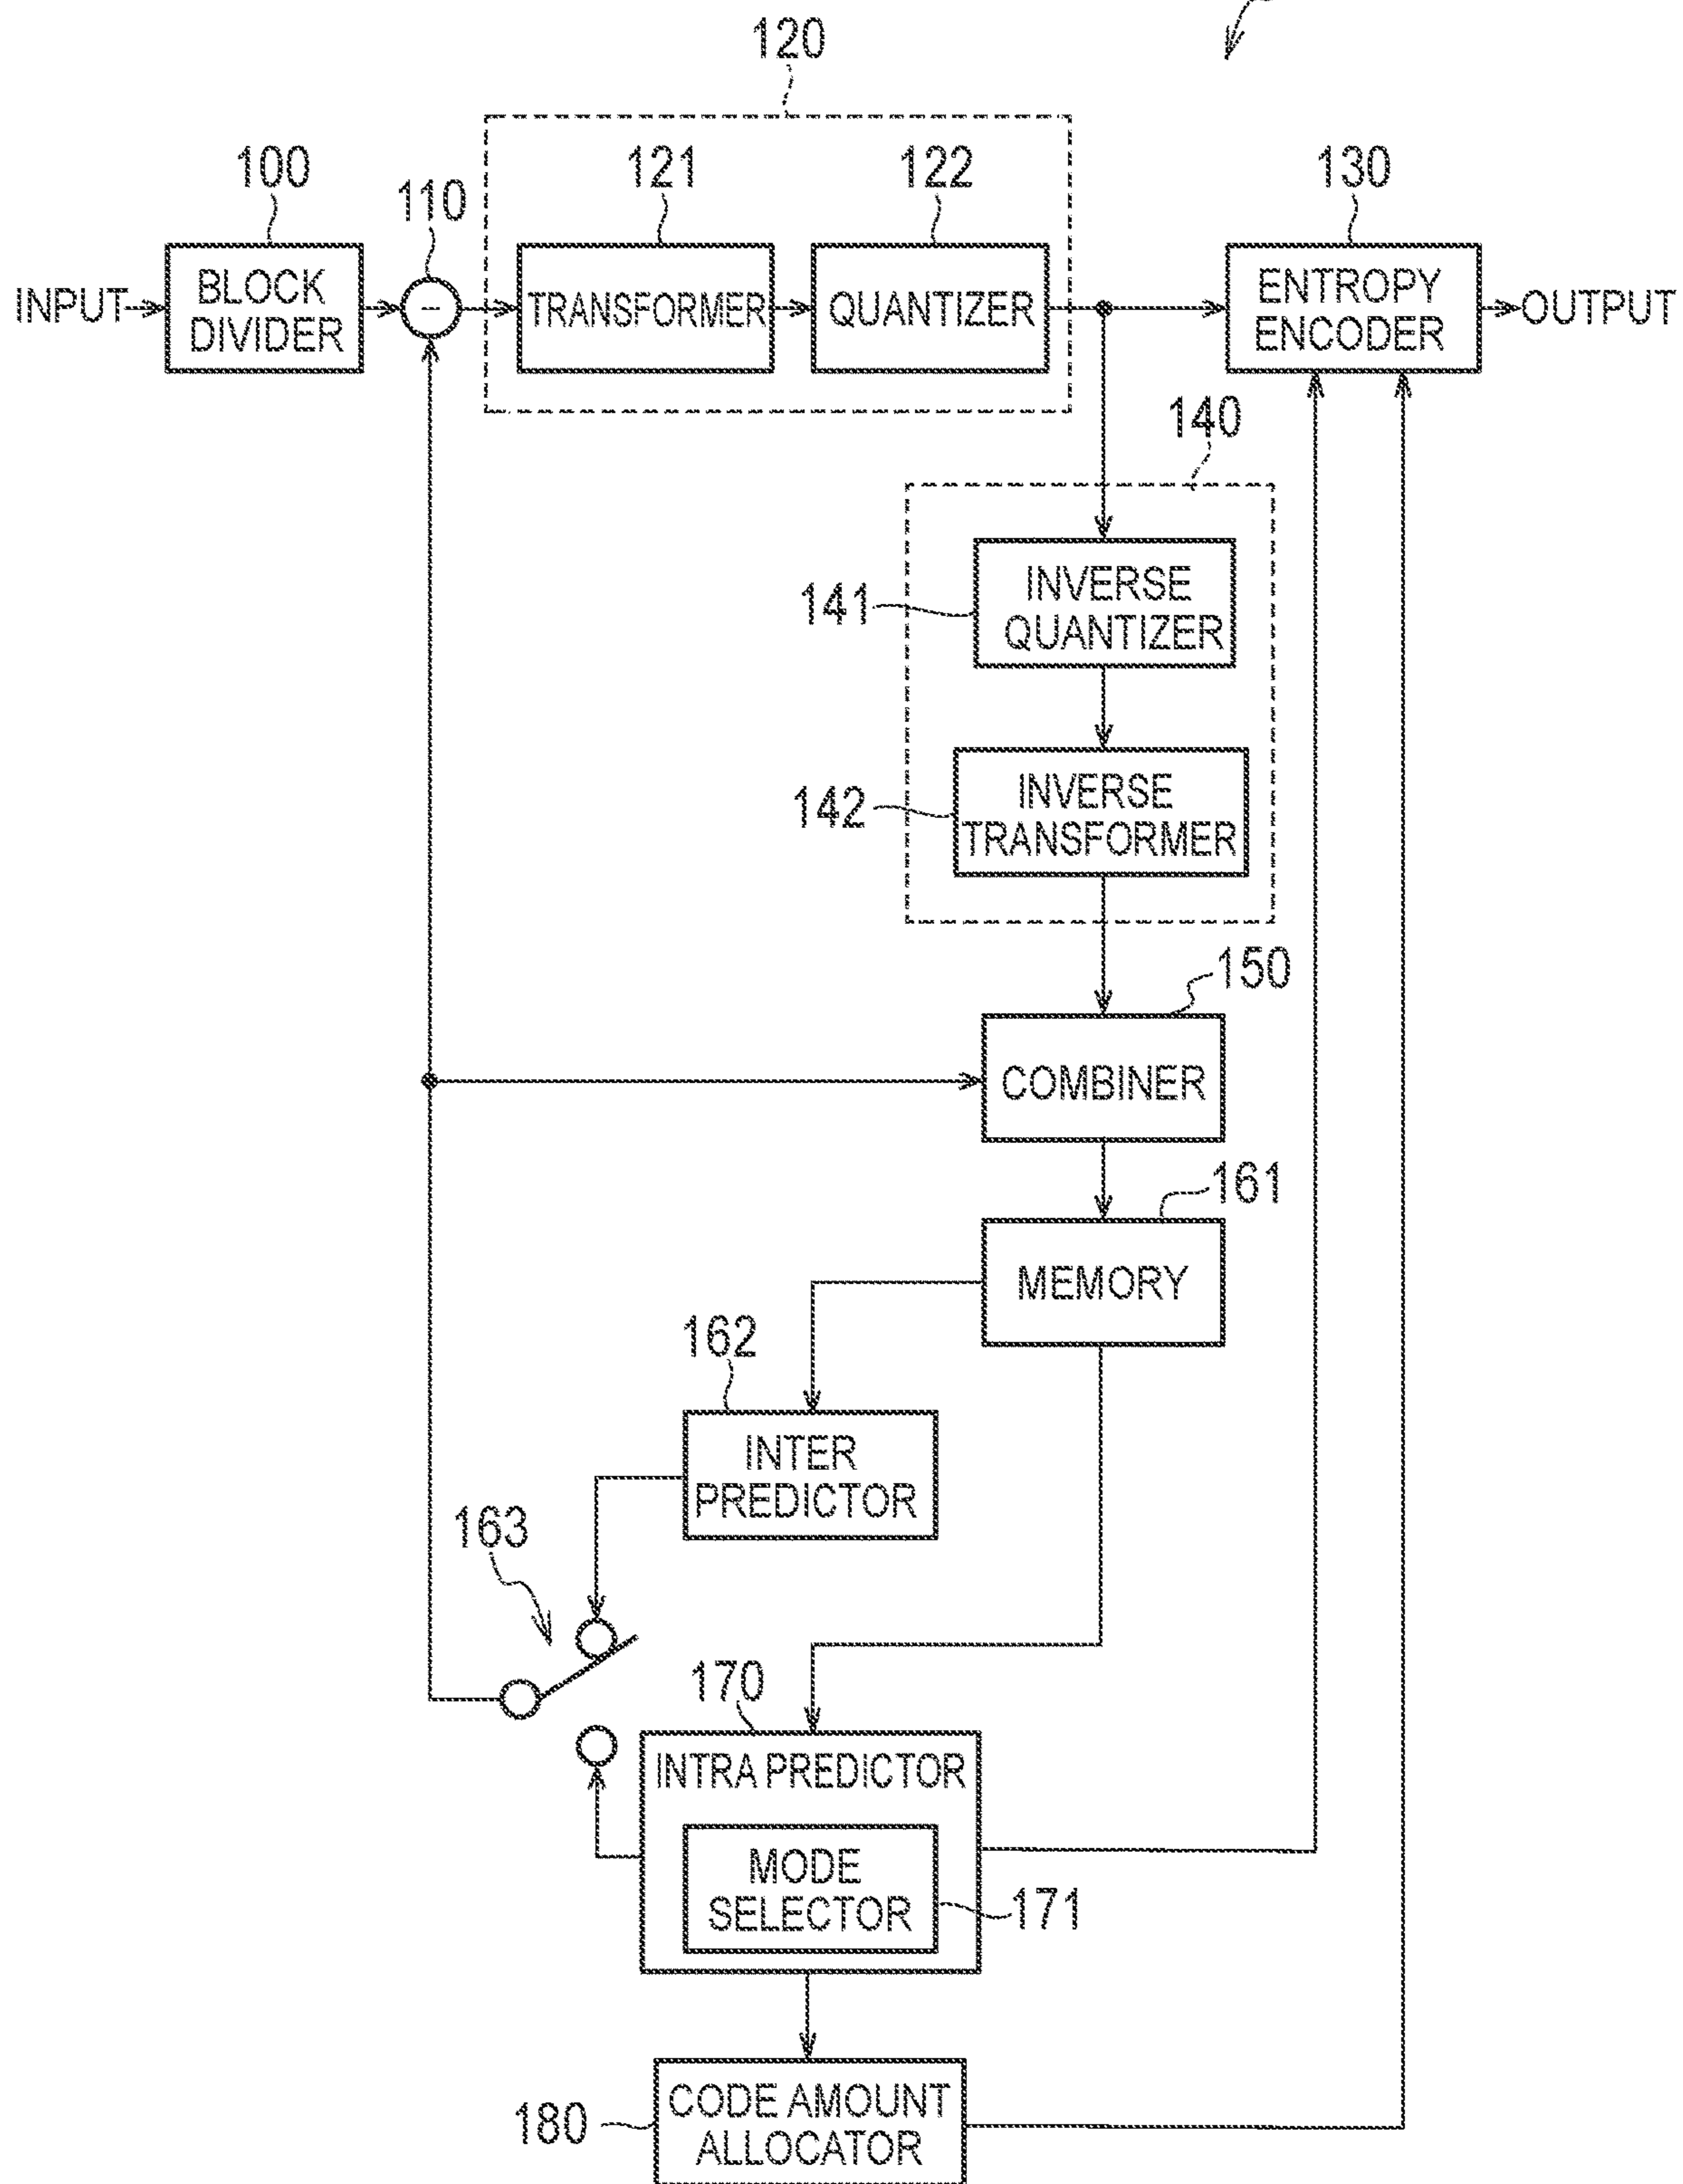 120
100
110
121
122
130
INPUT
BLOCK
DIVIDER
-
TRANSFORMER
QUANTIZER
ENTROPY
ENCODER
OUTPUT
140
141
INVERSE
QUANTIZER
142
INVERSE
TRANSFORMER
150
COMBINER
161
MEMORY
162
INTER
PREDICTOR
163
170
INTRA PREDICTOR
MODE
SELECTOR
171
180
CODE AMOUNT
ALLOCATOR